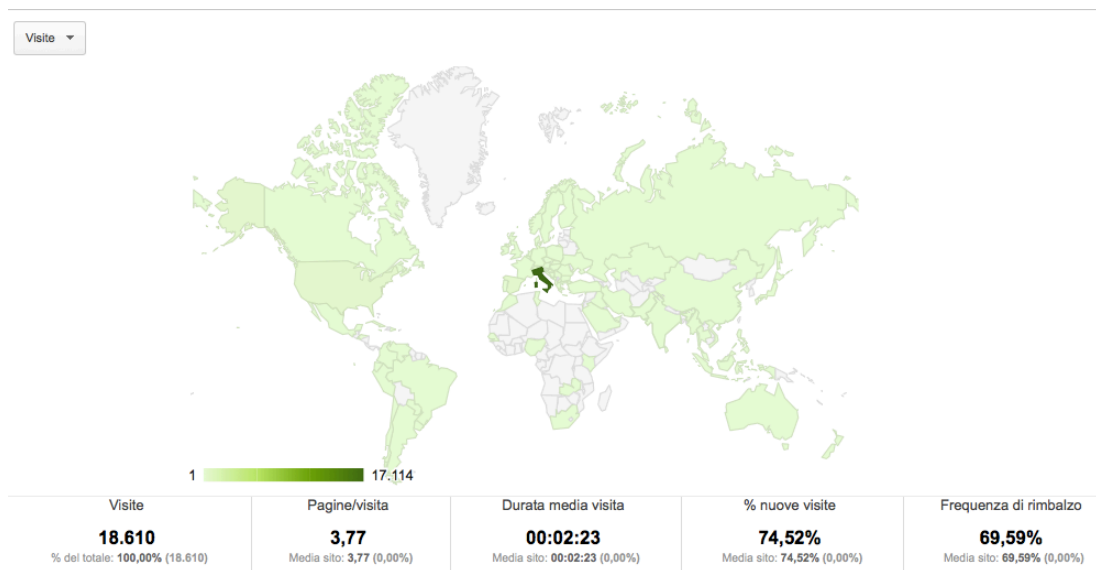 Visite
1 17.114
Visite Pagine/visita Durata media visita % nuove visite Frequenza di rimbalzo
18.610 3,77 00:02:23 74,52% 69,59%
% del totale: 100,00% (18.610) Media sito: 3,77 (0,00%) Media sito: 00:02:23 (0,00%) Media sito: 74,52% (0,00%) Media sito: 69,59% (0,00%)